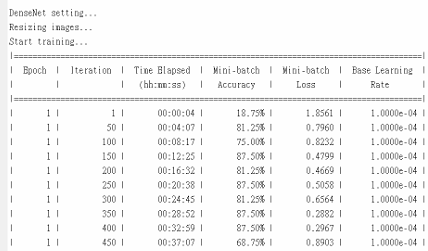 DenseNet setting...
Resizing images...
Start training...
|======================================================================|
| Epoch | Iteration | Time Elapsed | Mini-batch | Mini-batch | Base Learning |
| | | (hh:mm:ss) | Accuracy | Loss | Rate |
|======================================================================|
| 1 | 1 | 00:00:04 | 18.75% | 1.8561 | 1.0000e-04 |
| 1 | 50 | 00:04:07 | 81.25% | 0.7960 | 1.0000e-04 |
| 1 | 100 | 00:08:17 | 75.00% | 0.8232 | 1.0000e-04 |
| 1 | 150 | 00:12:25 | 87.50% | 0.4799 | 1.0000e-04 |
| 1 | 200 | 00:16:32 | 81.25% | 0.4669 | 1.0000e-04 |
| 1 | 250 | 00:20:38 | 87.50% | 0.5058 | 1.0000e-04 |
| 1 | 300 | 00:24:45 | 81.25% | 0.6564 | 1.0000e-04 |
| 1 | 350 | 00:28:52 | 87.50% | 0.2882 | 1.0000e-04 |
| 1 | 400 | 00:32:59 | 87.50% | 0.2967 | 1.0000e-04 |
| 1 | 450 | 00:37:07 | 68.75% | 0.8903 | 1.0000e-04 |